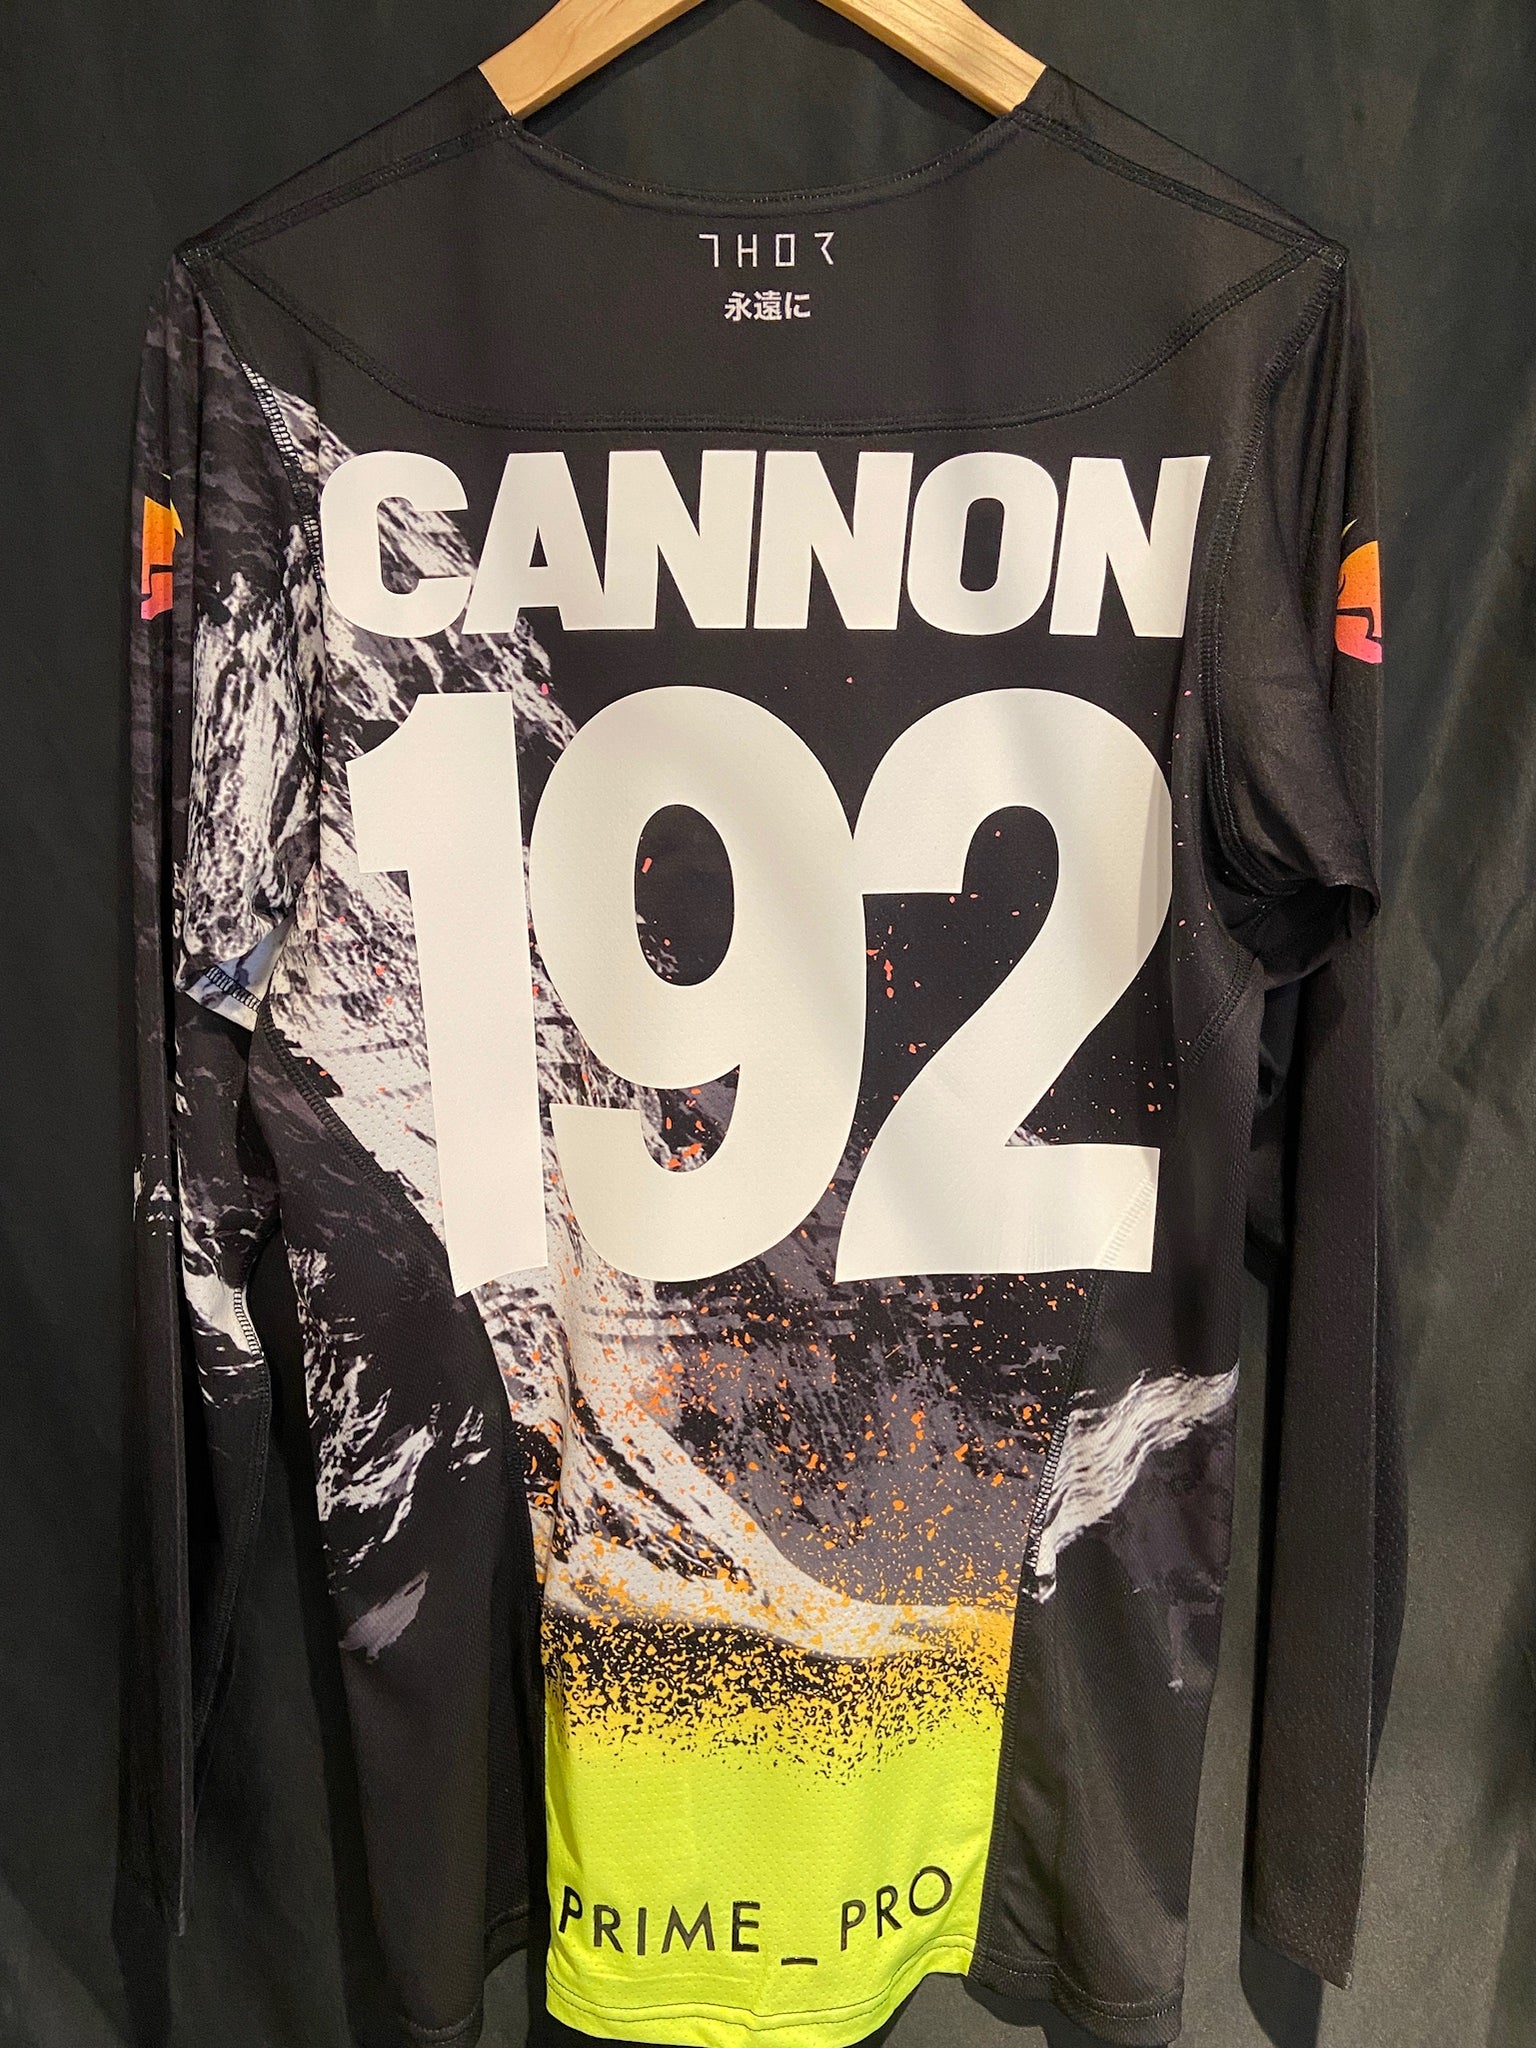 THOR
永遠に
CANNON
192
PRIME_PRO